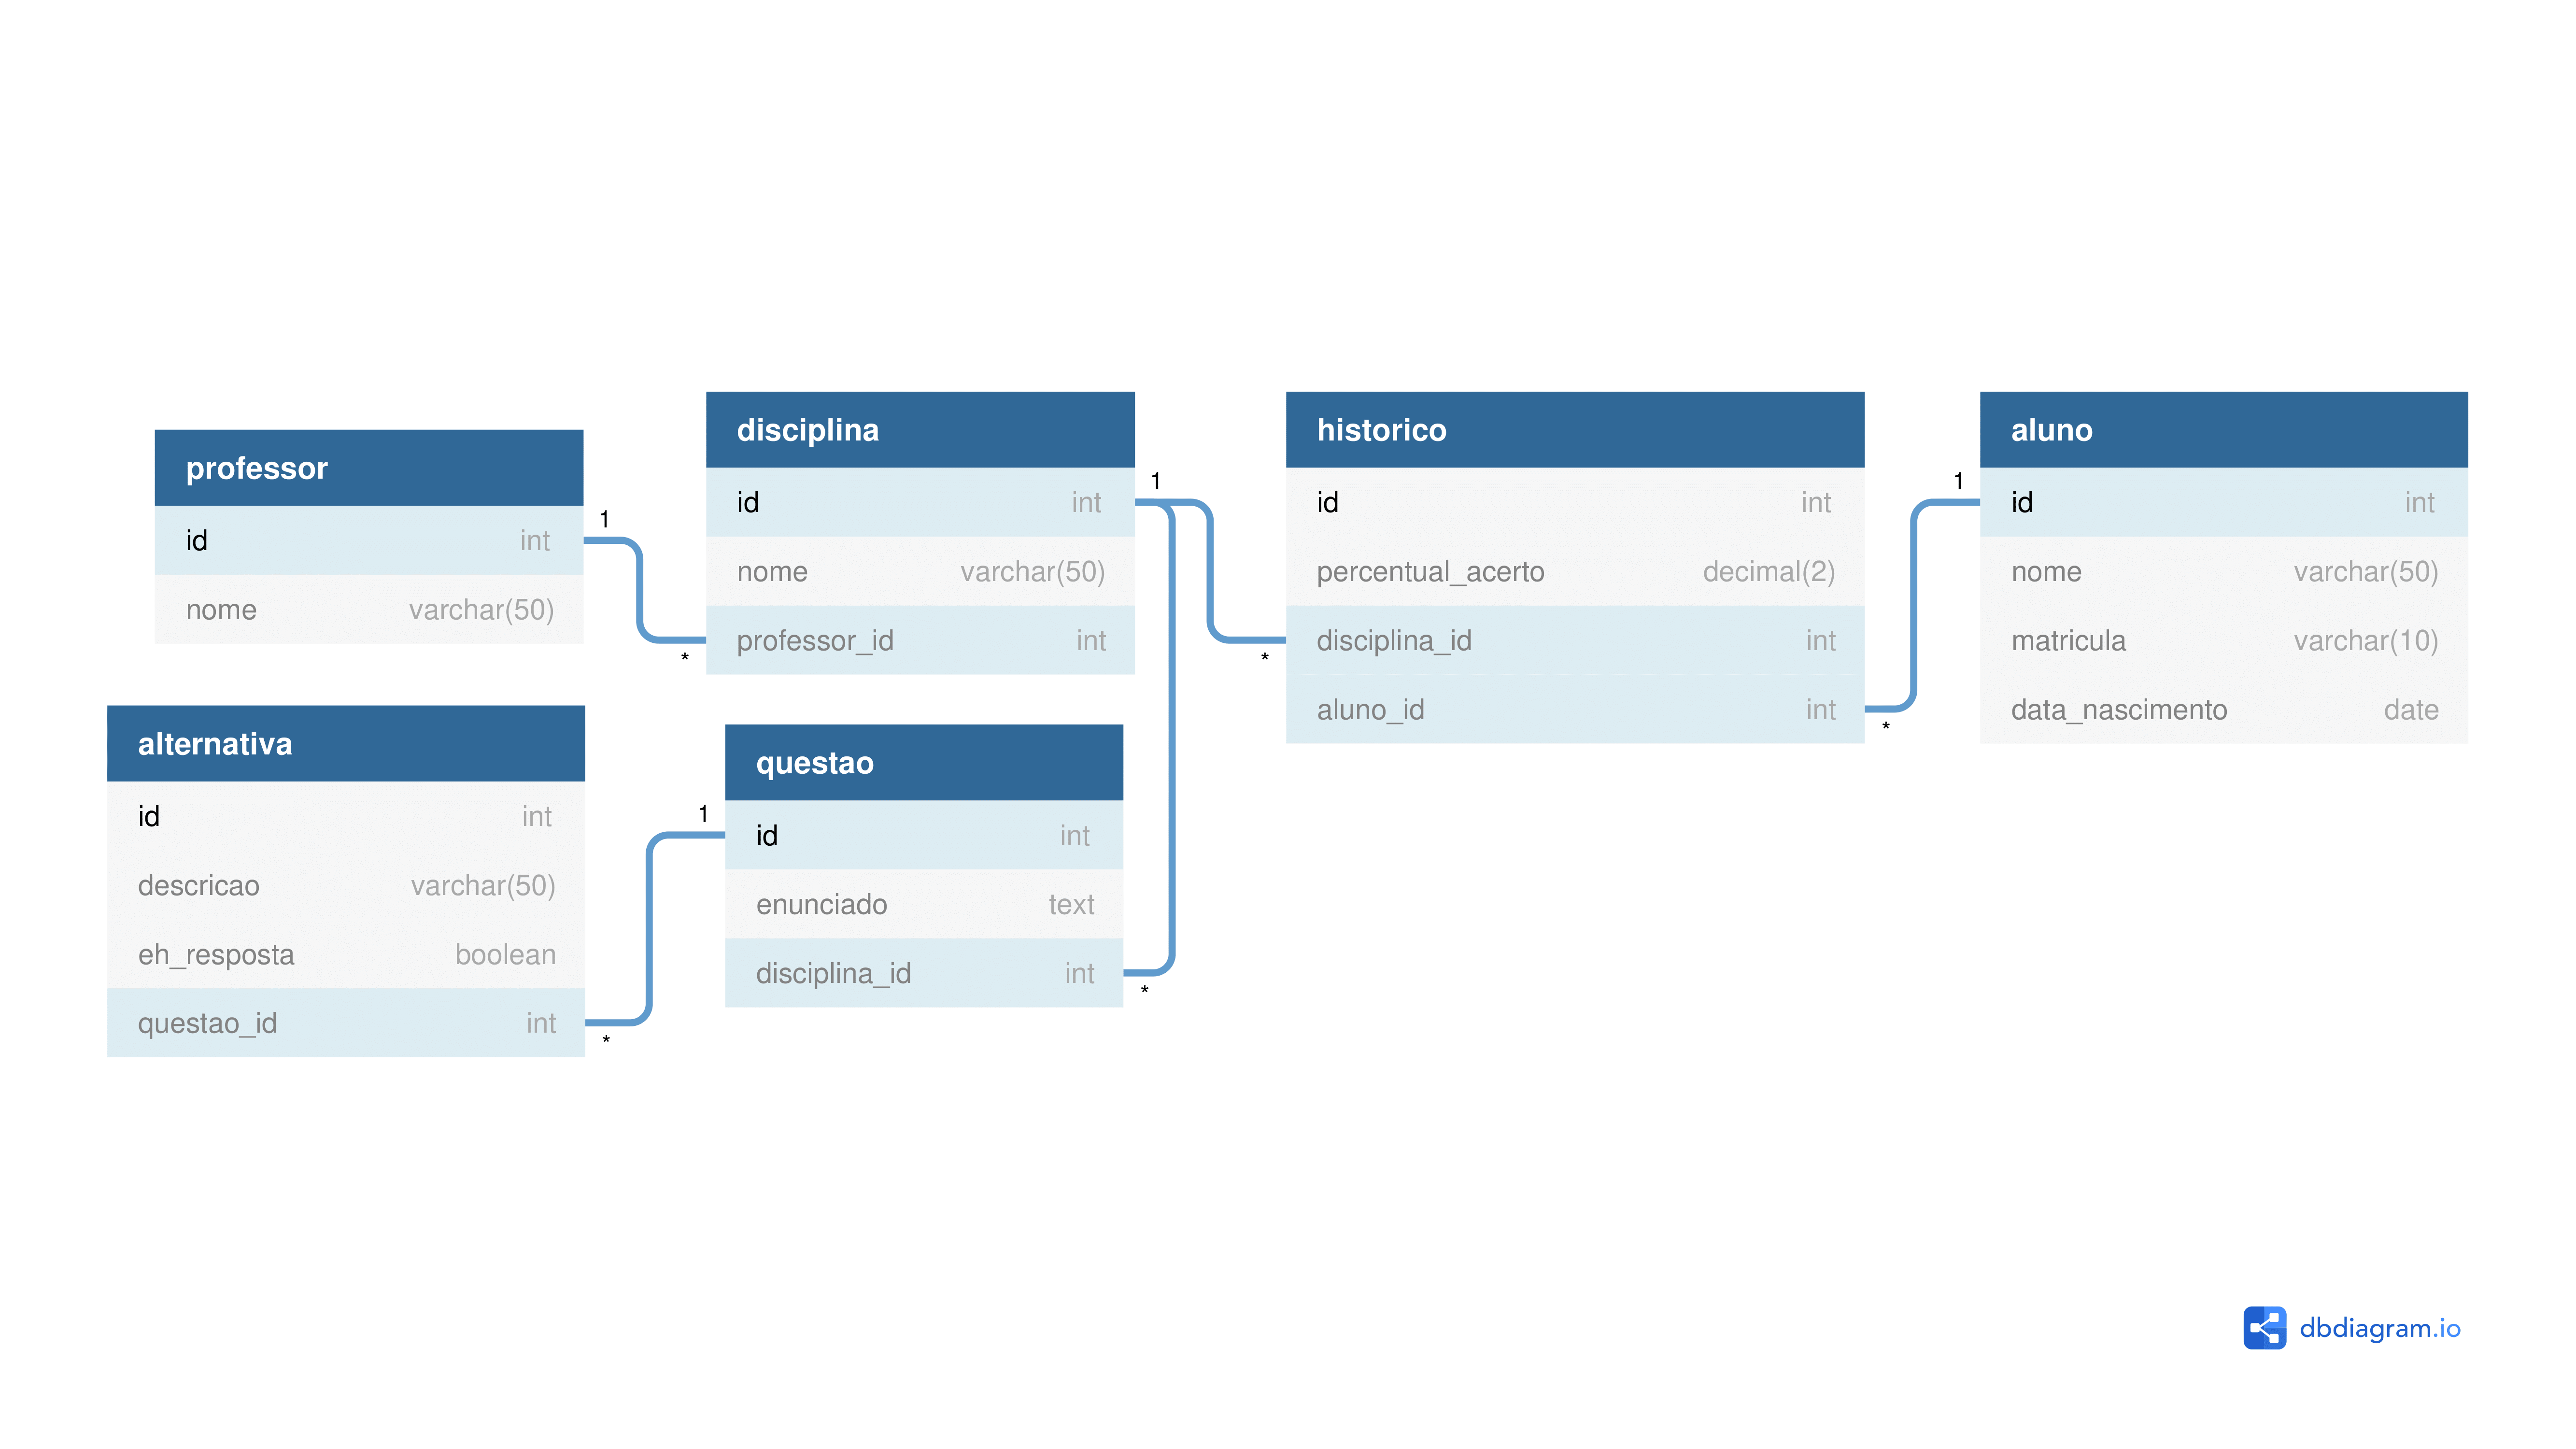 professor
id int
nome varchar(50)
1
*
disciplina
id int
nome varchar(50)
professor_id int
1
*
historico
id int
percentual_acerto decimal(2)
disciplina_id int
aluno_id int
1
*
aluno
id int
nome varchar(50)
matricula varchar(10)
data_nascimento date
alternativa
id int
descricao varchar(50)
eh_resposta boolean
questao_id int
1
*
questao
id int
enunciado text
disciplina_id int
*
dbdiagram.io